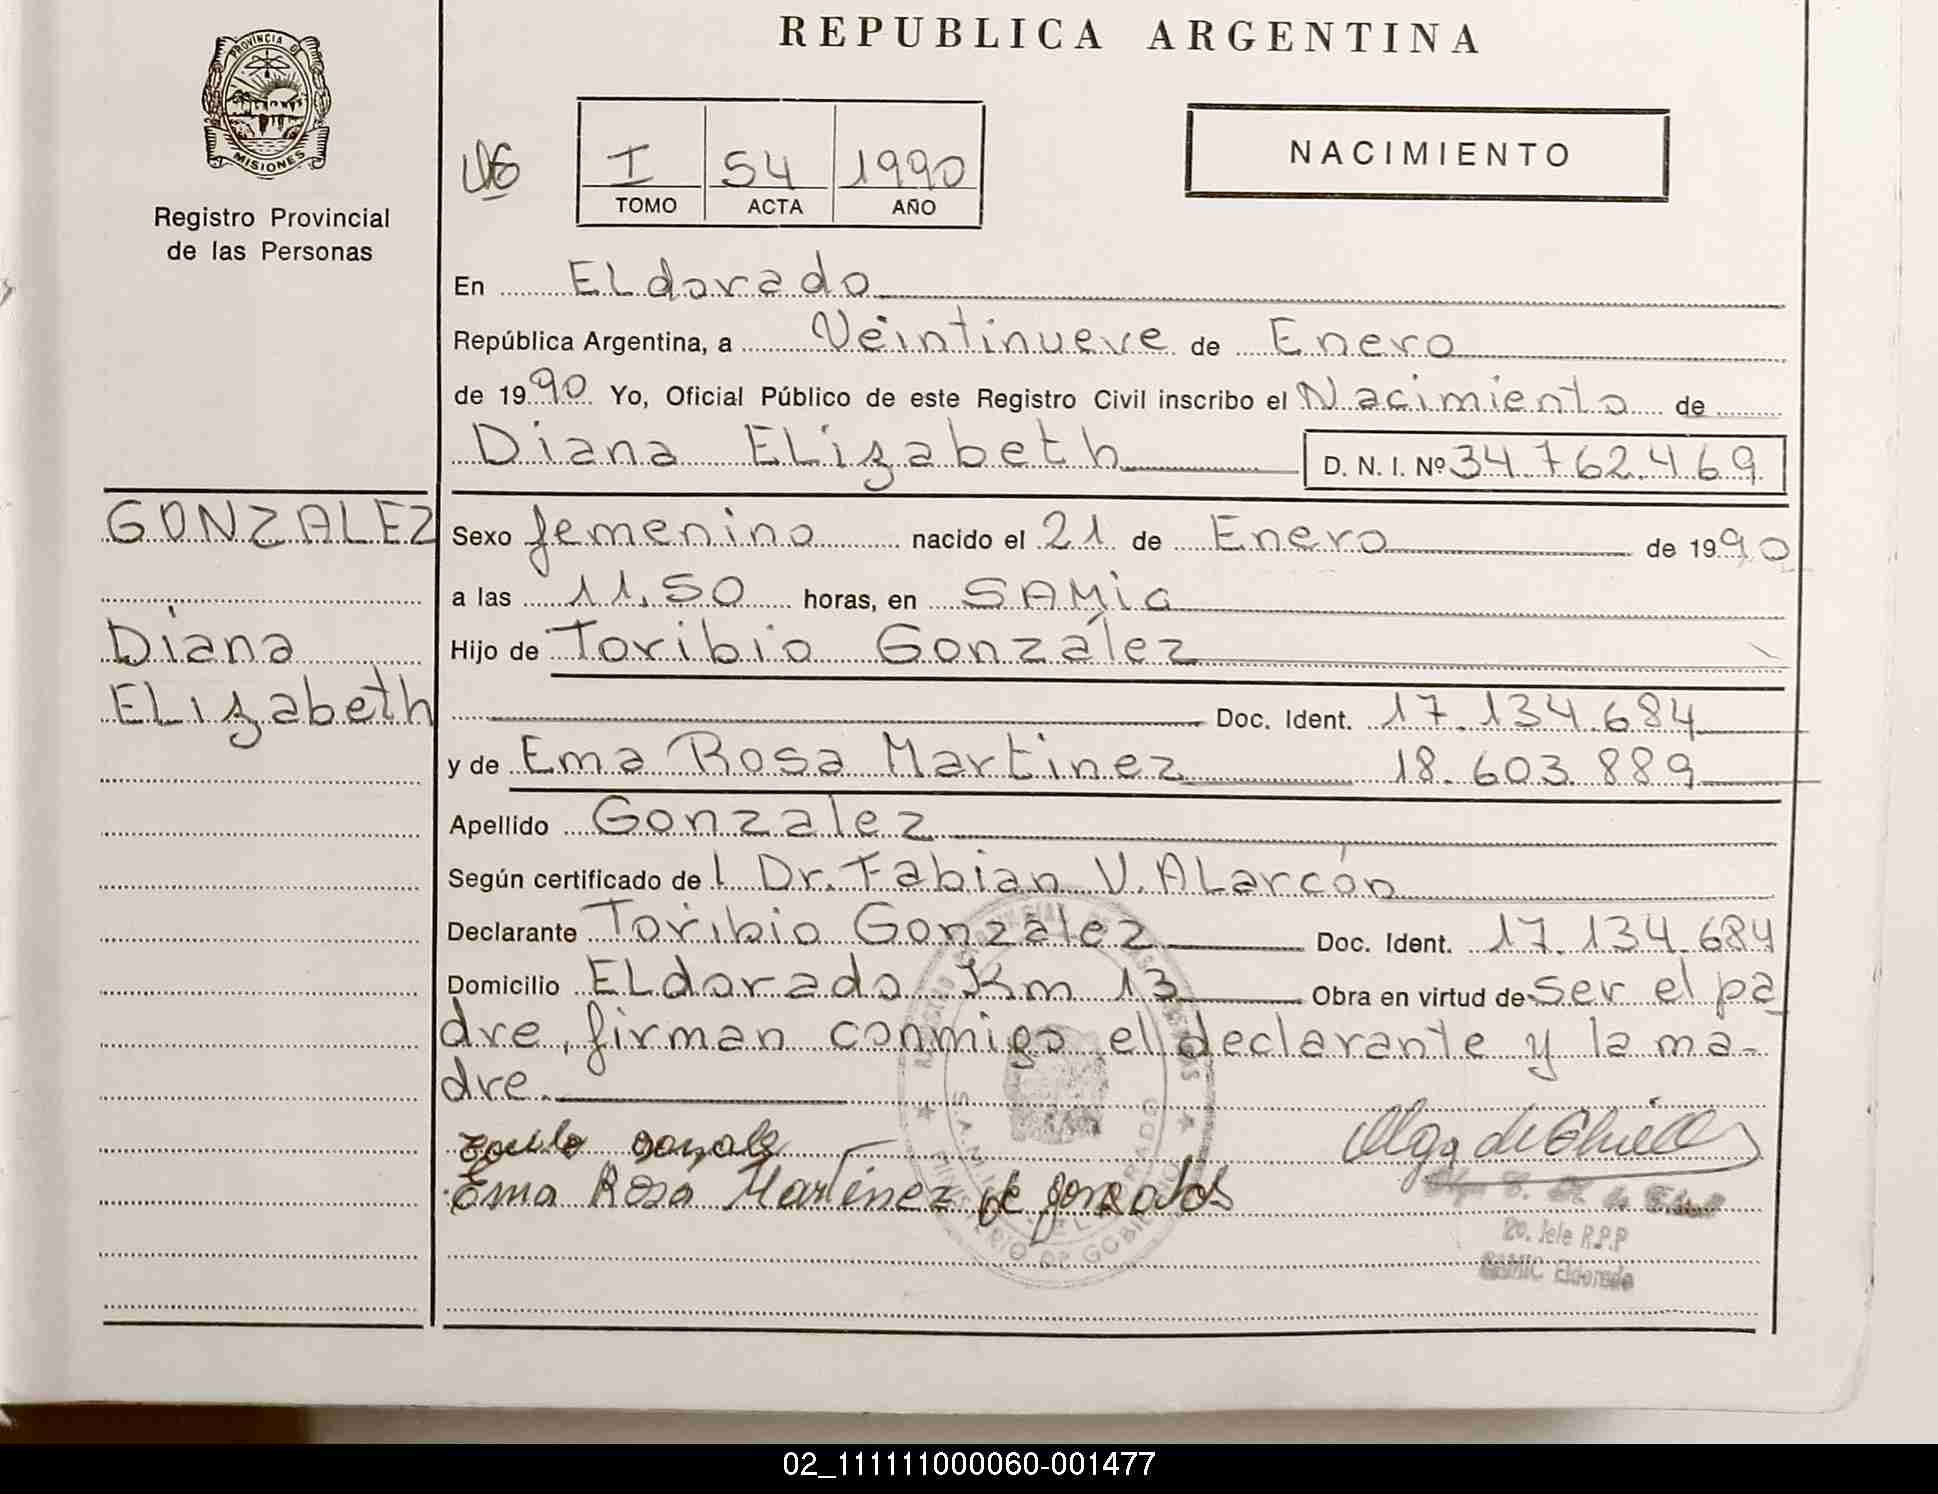 REPUBLICA ARGENTINA
PROVINCIA DE
MISIONES
Registro Provincial
de las Personas
I 54 1990
TOMO ACTA AÑO
NACIMIENTO
En ELdorado
República Argentina, a Veintinueve de Enero
de 1990 Yo, Oficial Público de este Registro Civil inscribo el Nacimiento de
Diana ELizabeth D. N. I. Nº 34.762.469
GONZALEZ
Diana
ELizabeth
Sexo femenino nacido el 21 de Enero de 1990
a las 11,50 horas, en SAMic
Hijo de Toribio González
Doc. Ident. 17.134.684
y de Ema Rosa Martinez 18.603.889
Apellido Gonzalez
Según certificado de l Dr. Fabian V. ALarcón
Declarante Toribio Gonzalez Doc. Ident. 17.134.684
Domicilio ELdorado Km 13 Obra en virtud de ser el pa
dre, firman conmigo el declarante y la ma-
dre.
Ema Rosa Martinez de
MINISTERIO DE GOBIERNO
2o. Jefe R.P.P
SAMIC Eldorado
02_111111000060-001477